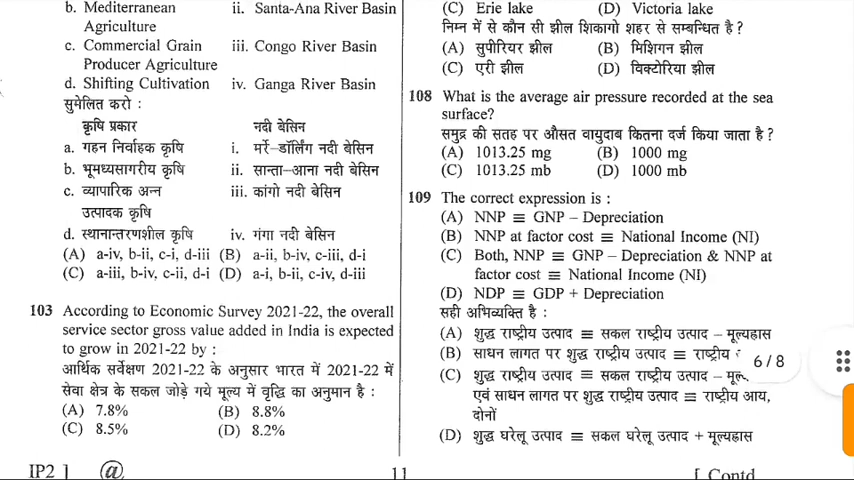 b. Mediterranean ii. Santa-Ana River Basin
Agriculture
c. Commercial Grain iii. Congo River Basin
Producer Agriculture
d. Shifting Cultivation iv. Ganga River Basin
सुमेलित करो :
कृषि प्रकार नदी बेसिन
a. गहन निर्वाहक कृषि i. मर्रे–डॉर्लिंग नदी बेसिन
b. भूमध्यसागरीय कृषि ii. सान्ता–आना नदी बेसिन
c. व्यापारिक अन्न iii. कांगो नदी बेसिन
उत्पादक कृषि
d. स्थानान्तरणशील कृषि iv. गंगा नदी बेसिन
(A) a-iv, b-ii, c-i, d-iii (B) a-ii, b-iv, c-iii, d-i
(C) a-iii, b-iv, c-ii, d-i (D) a-i, b-ii, c-iv, d-iii
103 According to Economic Survey 2021-22, the overall
service sector gross value added in India is expected
to grow in 2021-22 by :
आर्थिक सर्वेक्षण 2021-22 के अनुसार भारत में 2021-22 में
सेवा क्षेत्र के सकल जोड़े गये मूल्य में वृद्धि का अनुमान है :
(A) 7.8% (B) 8.8%
(C) 8.5% (D) 8.2%
(C) Erie lake (D) Victoria lake
निम्न में से कौन सी झील शिकागो शहर से सम्बन्धित है ?
(A) सुपीरियर झील (B) मिशिगन झील
(C) एरी झील (D) विक्टोरिया झील
108 What is the average air pressure recorded at the sea
surface?
समुद्र की सतह पर औसत वायुदाब कितना दर्ज किया जाता है ?
(A) 1013.25 mg (B) 1000 mg
(C) 1013.25 mb (D) 1000 mb
109 The correct expression is :
(A) NNP ≡ GNP – Depreciation
(B) NNP at factor cost ≡ National Income (NI)
(C) Both, NNP ≡ GNP – Depreciation & NNP at
factor cost ≡ National Income (NI)
(D) NDP ≡ GDP + Depreciation
सही अभिव्यक्ति है :
(A) शुद्ध राष्ट्रीय उत्पाद ≡ सकल राष्ट्रीय उत्पाद – मूल्यह्रास
(B) साधन लागत पर शुद्ध राष्ट्रीय उत्पाद ≡ राष्ट्रीय
6 / 8
(C) शुद्ध राष्ट्रीय उत्पाद ≡ सकल राष्ट्रीय उत्पाद –
एवं साधन लागत पर शुद्ध राष्ट्रीय उत्पाद ≡ राष्ट्रीय आय,
दोनों
(D) शुद्ध घरेलू उत्पाद ≡ सकल घरेलू उत्पाद + मूल्यह्रास
IP2 ] @ 11 [ Contd